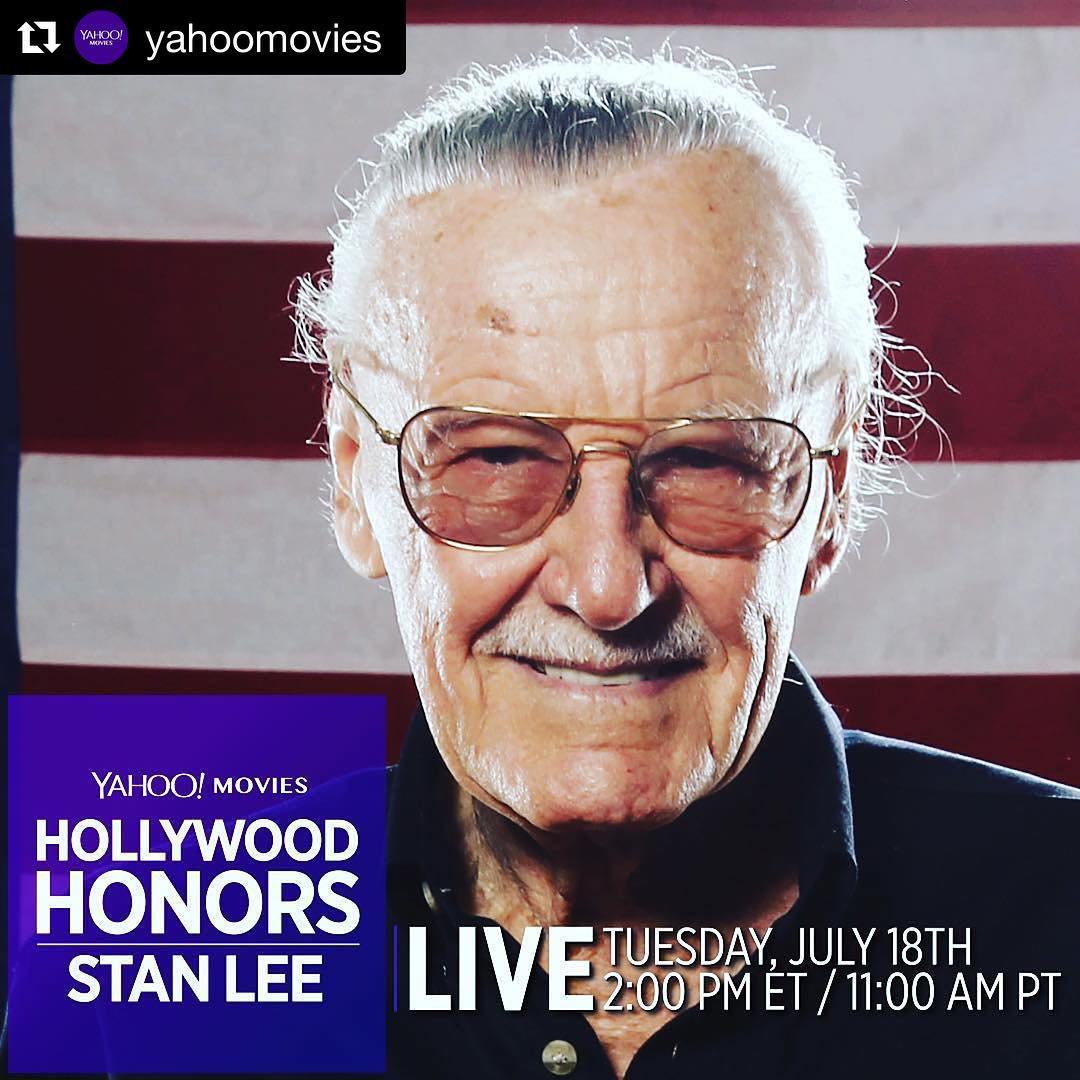 yahoomovies
YAHOO!
MOVIES
YAHOO! MOVIES
HOLLYWOOD
HONORS
STAN LEE
LIVE TUESDAY, JULY 18TH
2:00 PM ET / 11:00 AM PT